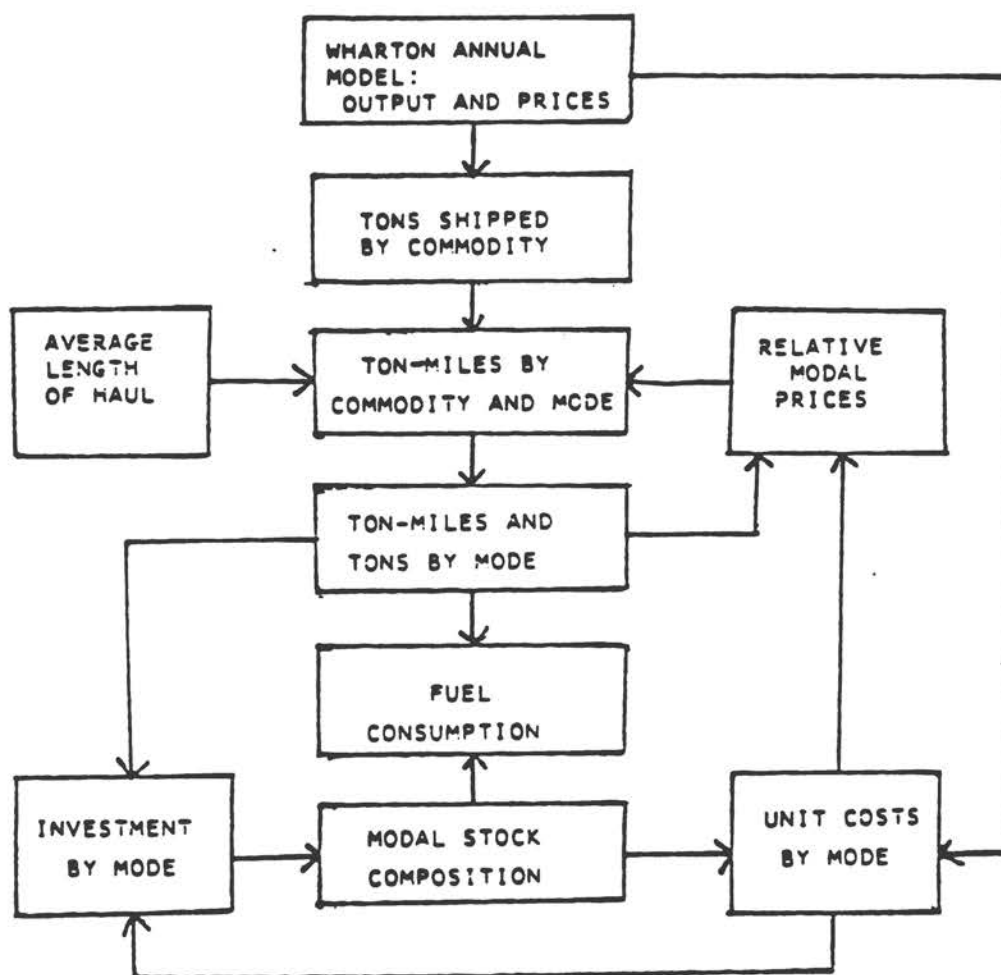 WHARTON ANNUAL
MODEL:
OUTPUT AND PRICES
TONS SHIPPED
BY COMMODITY
AVERAGE
LENGTH
OF HAUL
TON-MILES BY
COMMODITY AND MODE
RELATIVE
MODAL
PRICES
TON-MILES AND
TONS BY MODE
FUEL
CONSUMPTION
INVESTMENT
BY MODE
MODAL STOCK
COMPOSITION
UNIT COSTS
BY MODE